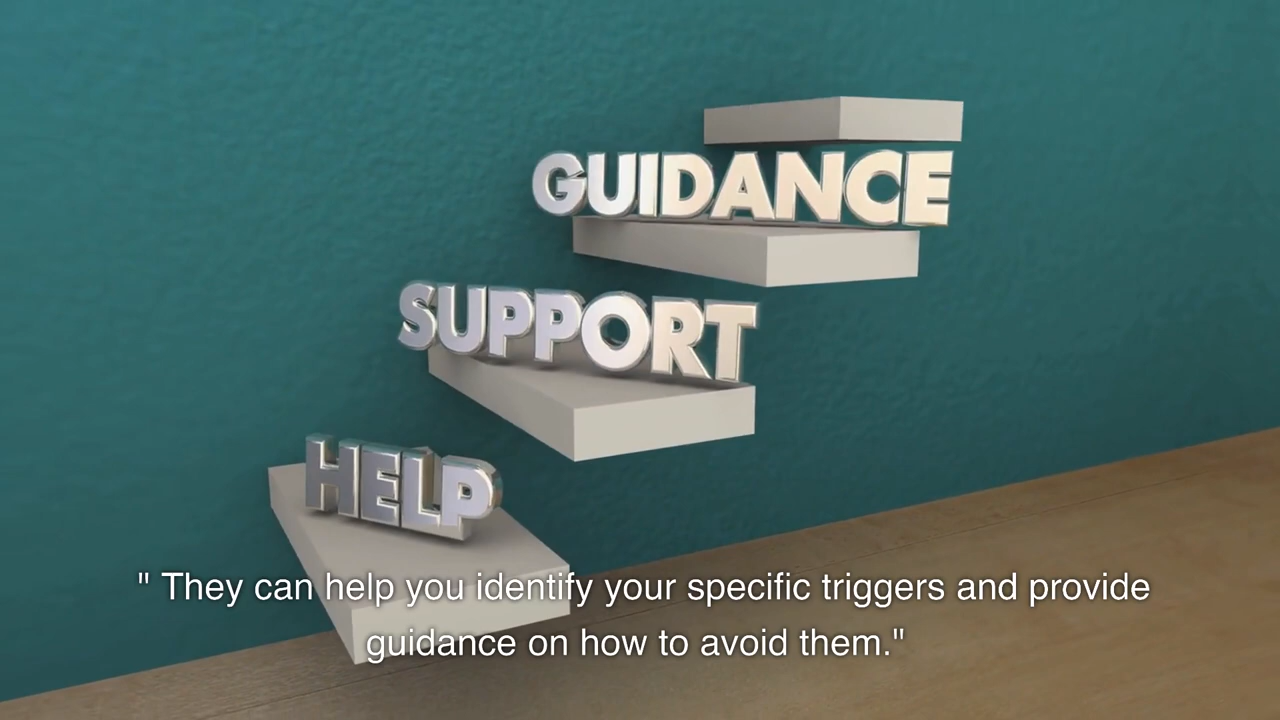 GUIDANCE
SUPPORT
HELP
" They can help you identify your specific triggers and provide
guidance on how to avoid them."